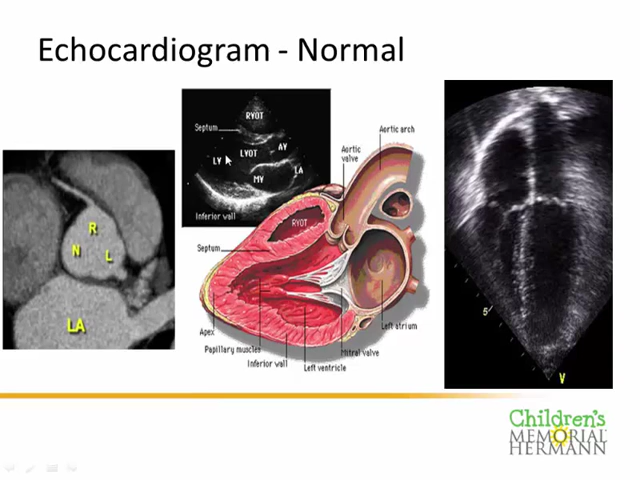 Echocardiogram - Normal
RVOT
Septum
LVOT
AV
LV
LA
MV
Inferior wall
R
N
L
LA
Aortic arch
Aortic
valve
RVOT
Septum
Apex
Papillary muscles
Inferior wall
Left ventricle
Mitral valve
Left atrium
5
V
Children's
MEMORIAL
HERMANN